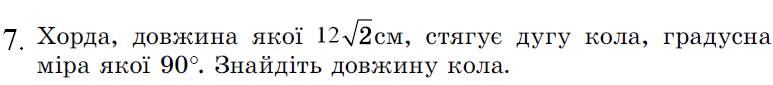 7. Хорда, довжина якої 12√2см, стягує дугу кола, градусна
міра якої 90°. Знайдіть довжину кола.